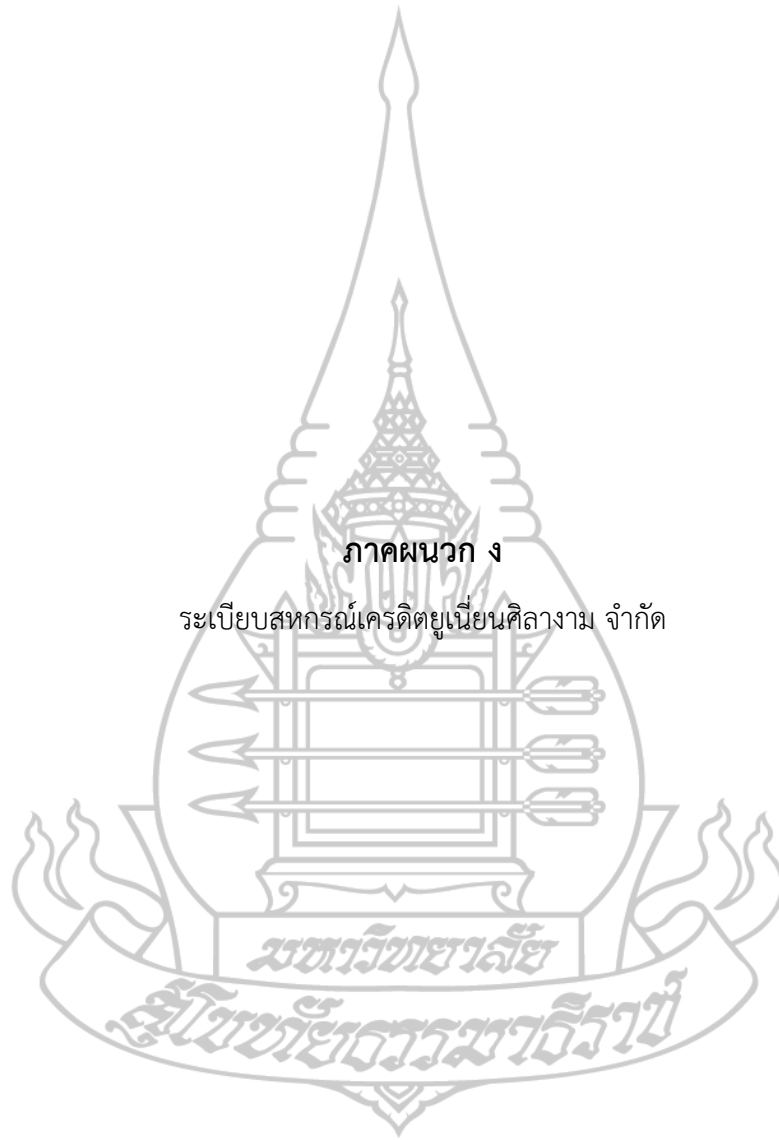 ภาคผนวก ง
ระเบียบสหกรณ์เครดิตยูเนี่ยนศิลางาม จำกัด
มหาวิทยาลัย
สุโขทัยธรรมาธิราช